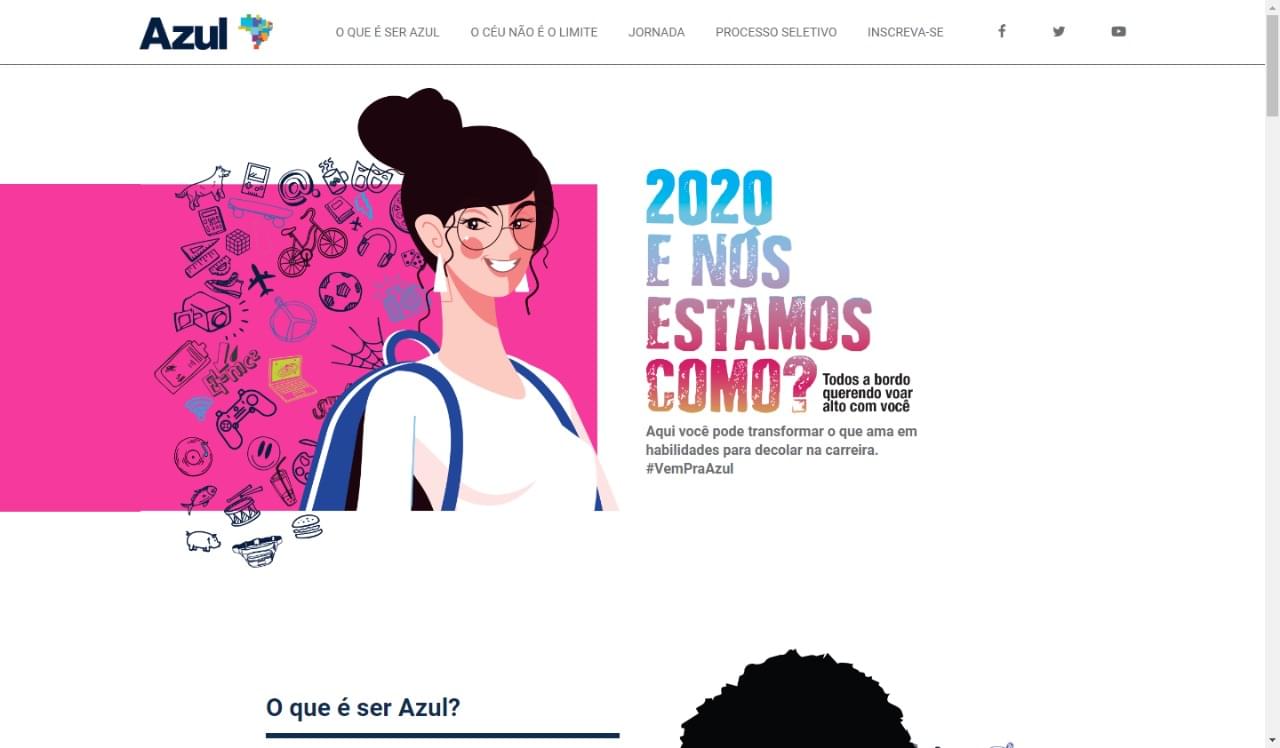 Azul
O QUE É SER AZUL
O CÉU NÃO É O LIMITE
JORNADA
PROCESSO SELETIVO
INSCREVA-SE
2020
E NÓS
ESTAMOS
COMO?
Todos a bordo
querendo voar
alto com você
Aqui você pode transformar o que ama em
habilidades para decolar na carreira.
#VemPraAzul
O que é ser Azul?